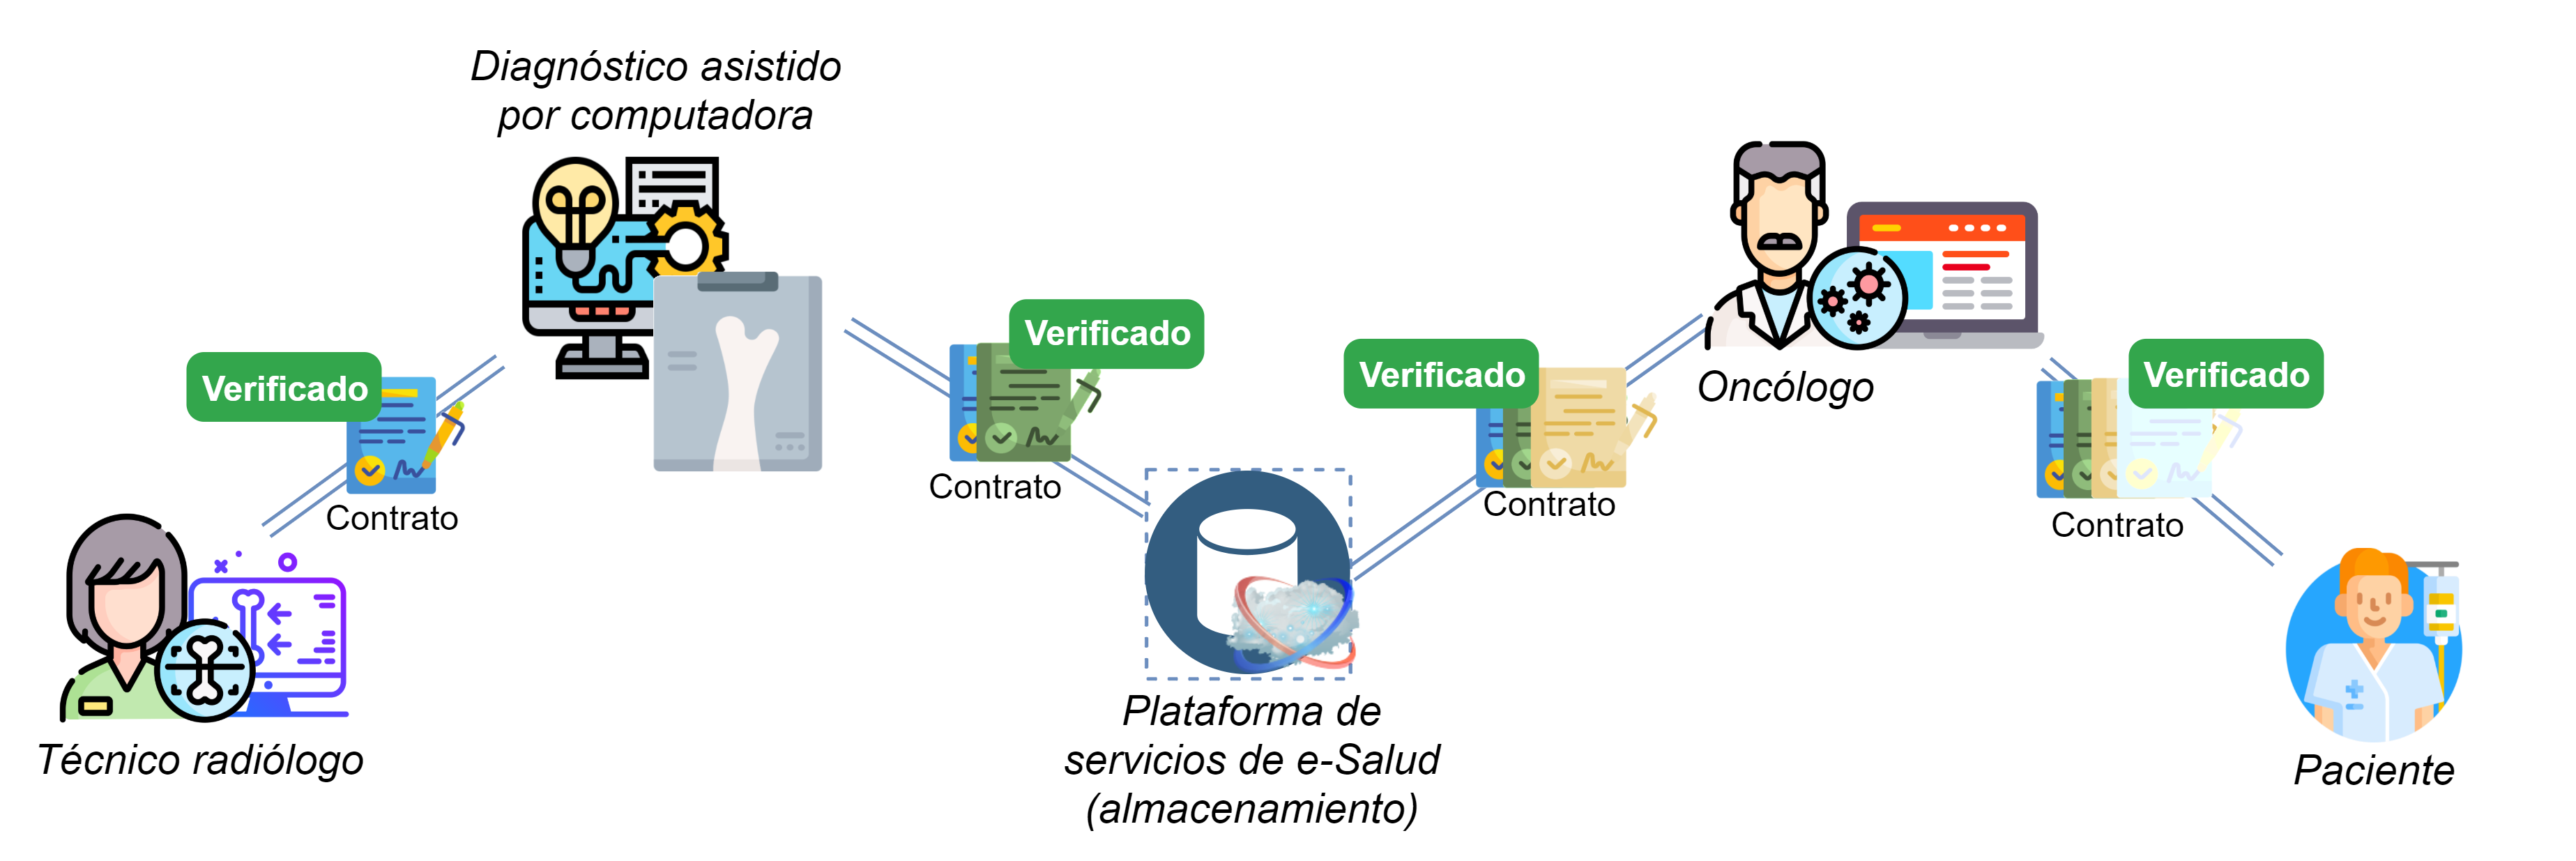 Diagnóstico asistido
por computadora
Verificado
Contrato
Técnico radiólogo
Verificado
Contrato
Plataforma de
servicios de e-Salud
(almacenamiento)
Verificado
Contrato
Oncólogo
Verificado
Contrato
Paciente